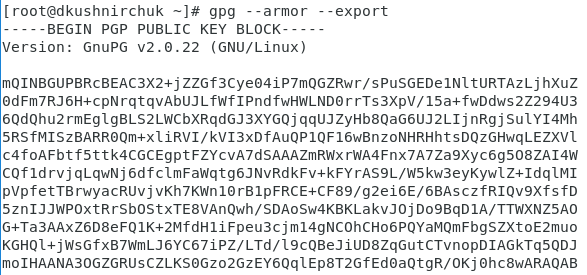 [root@dkushnirchuk ~]# gpg --armor --export
-----BEGIN PGP PUBLIC KEY BLOCK-----
Version: GnuPG v2.0.22 (GNU/Linux)

mQINBGUPBRcBEAC3X2+jZZGf3Cye04iP7mQGZRwr/sPuSGEDe1NltURTAzLjhXuZ
0dFm7RJ6H+cpNrqtqvAbUJLfWfIPndfwHWLND0rrTs3XpV/15a+fwDdws2Z294U3
6QdQhu2rmEglgBLS2LWCbXRqdGJ3XYGQjqqUJZyHb8QaG6UJ2LIjnRgjSulYI4Mh
5RSfMISzBARR0Qm+xliRVI/kVI3xDfAuQP1QF16wBnzoNHRHhtsDQzGHwqLEZXVl
c4foAFbtf5ttk4CGCEgptFZYcvA7dSAAAZmRWxrWA4Fnx7A7Za9Xyc6g5O8ZAI4W
CQf1drvjqLqwNj6dfclmFaWqtg6JNvRdkFv+kFYrAS9L/W5kw3eyKywlZ+IdqlMI
pVpfetTBrwyacRUvjvKh7KWn10rB1pFRCE+CF89/g2ei6E/6BAsczfRIQv9XfsfD
5znIJJWPOxtRrSbOStxTE8VAnQwh/SDAoSw4KBKLakvJOjDo9BqD1A/TTWXNZ5AO
G+Ta3AAxZ6D8eFQ1K+2MfdH1iFpeu3cjm14gNCOhCHo6PQYaMQmFbgSZXtoE2muo
KGHQl+jWsGfxB7WmLJ6YC67iPZ/LTd/l9cQBeJiUD8ZqGutCTvnopDIAGkTq5QDJ
moIHAANA3OGZGRUsCZLKS0Gzo2GzEY6QqlEp8T2GfEd0aQtgR/OKj0hc8wARAQAB